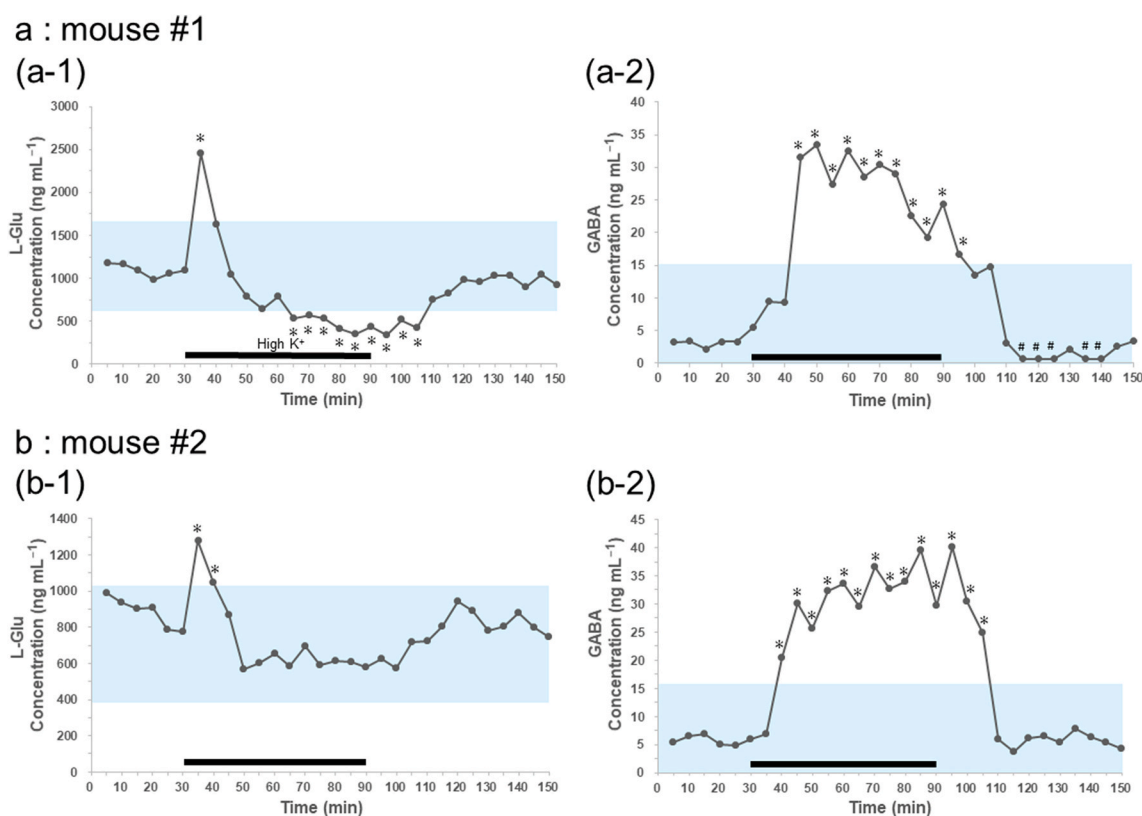 a : mouse #1
(a-1)
(a-2)
L-Glu
Concentration (ng mL⁻¹)
3000
2500
2000
1500
1000
500
0
*
* * * * * * * * *
High K⁺
0 10 20 30 40 50 60 70 80 90 100 110 120 130 140 150
Time (min)
GABA
Concentration (ng mL⁻¹)
40
35
30
25
20
15
10
5
0
* * * * * * * * * * *
# # # # #
0 10 20 30 40 50 60 70 80 90 100 110 120 130 140 150
Time (min)
b : mouse #2
(b-1)
(b-2)
L-Glu
Concentration (ng mL⁻¹)
1400
1200
1000
800
600
400
200
0
* *
0 10 20 30 40 50 60 70 80 90 100 110 120 130 140 150
Time (min)
GABA
Concentration (ng mL⁻¹)
45
40
35
30
25
20
15
10
5
0
* * * * * * * * * * * * * *
0 10 20 30 40 50 60 70 80 90 100 110 120 130 140 150
Time (min)